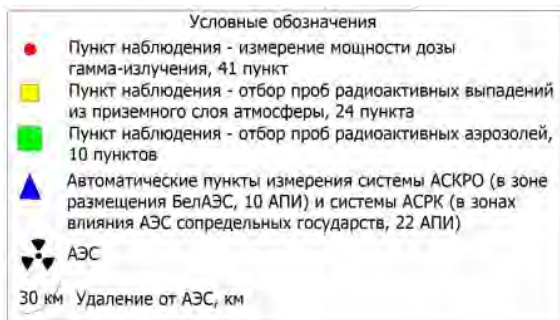 Условные обозначения
Пункт наблюдения - измерение мощности дозы
гамма-излучения, 41 пункт
Пункт наблюдения - отбор проб радиоактивных выпадений
из приземного слоя атмосферы, 24 пункта
Пункт наблюдения - отбор проб радиоактивных аэрозолей,
10 пунктов
Автоматические пункты измерения системы АСКРО (в зоне
размещения БелАЭС, 10 АПИ) и системы АСРК (в зонах
влияния АЭС сопредельных государств, 22 АПИ)
АЭС
30 км Удаление от АЭС, км